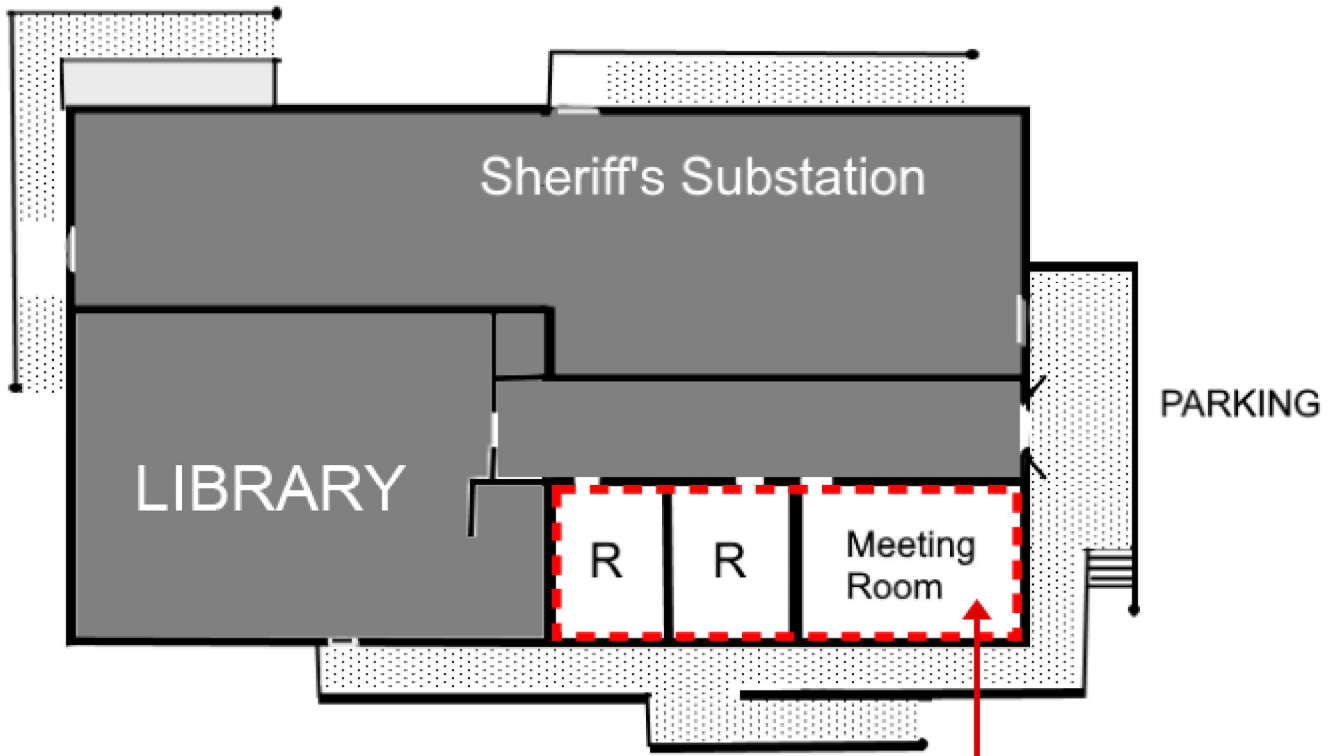 Sheriff's Substation
PARKING
LIBRARY
R
R
Meeting
Room